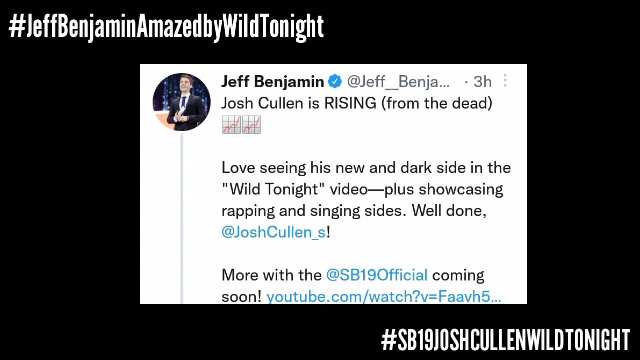 #JeffBenjaminAmazedbyWildTonight
Jeff Benjamin @Jeff__Benja... · 3h
Josh Cullen is RISING (from the dead)
📈📈
Love seeing his new and dark side in the
"Wild Tonight" video—plus showcasing
rapping and singing sides. Well done,
@JoshCullen_s!
More with the @SB19Official coming
soon! youtube.com/watch?v=Faavh5...
#SB19JOSHCULLENWILDTONIGHT